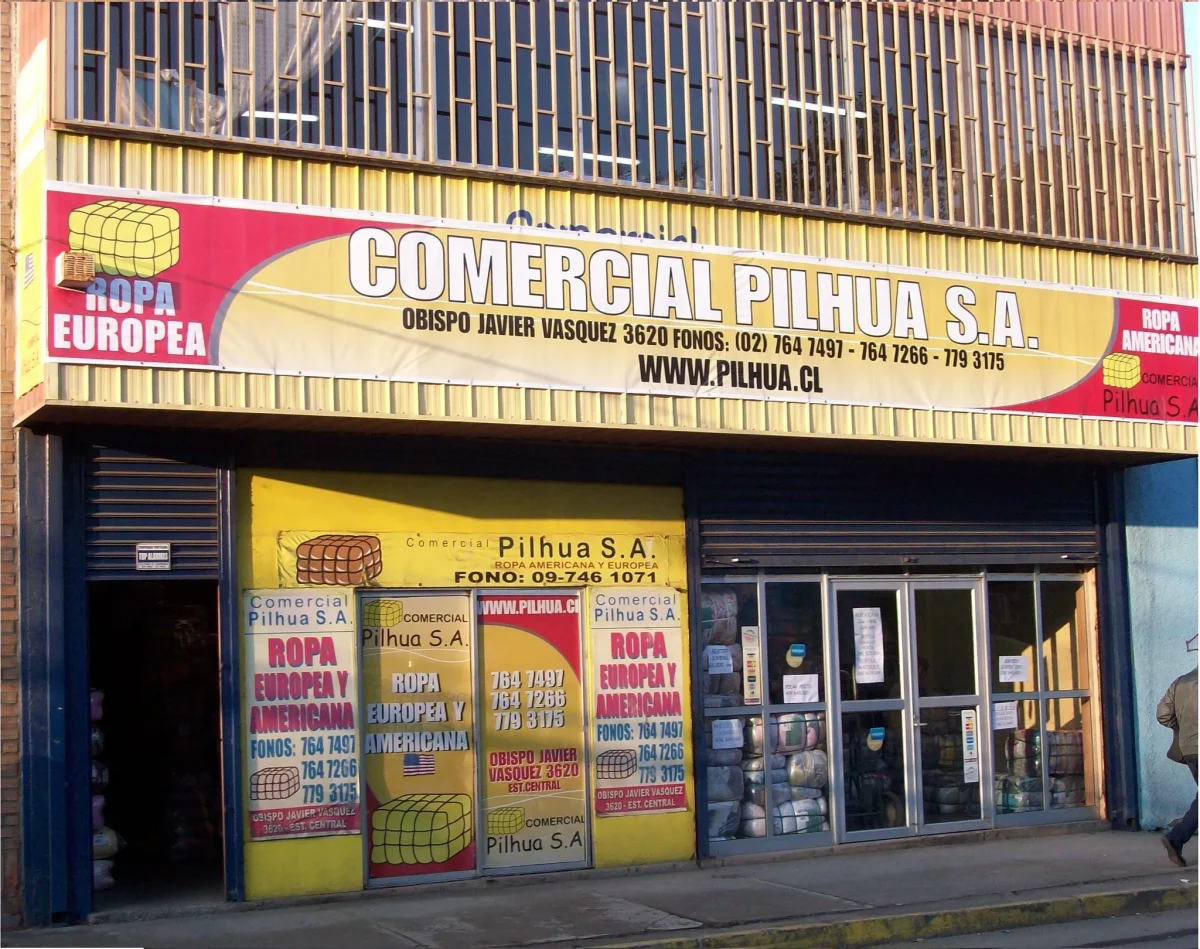 Comercial
ROPA
EUROPEA
COMERCIAL PILHUA S.A.
OBISPO JAVIER VASQUEZ 3620 FONOS: (02) 764 7497 - 764 7266 - 779 3175
WWW.PILHUA.CL
ROPA
AMERICANA
COMERCIA
Pilhua S.A
Comercial Pilhua S.A.
ROPA AMERICANA Y EUROPEA
FONO: 09-746 1071
Comercial
Pilhua S.A.
ROPA
EUROPEA Y
AMERICANA
FONOS: 764 7497
764 7266
779 3175
OBISPO JAVIER VASQUEZ
3620 - EST. CENTRAL
COMERCIAL
Pilhua S.A.
ROPA
EUROPEA Y
AMERICANA
WWW.PILHUA.Cl
764 7497
764 7266
779 3175
OBISPO JAVIER
VASQUEZ 3620
EST.CENTRAL
COMERCIAL
Pilhua S.A
Comercial
Pilhua S.A.
ROPA
EUROPEA Y
AMERICANA
FONOS: 764 7497
764 7266
779 3175
OBISPO JAVIER VASQUEZ
3620 - EST. CENTRAL